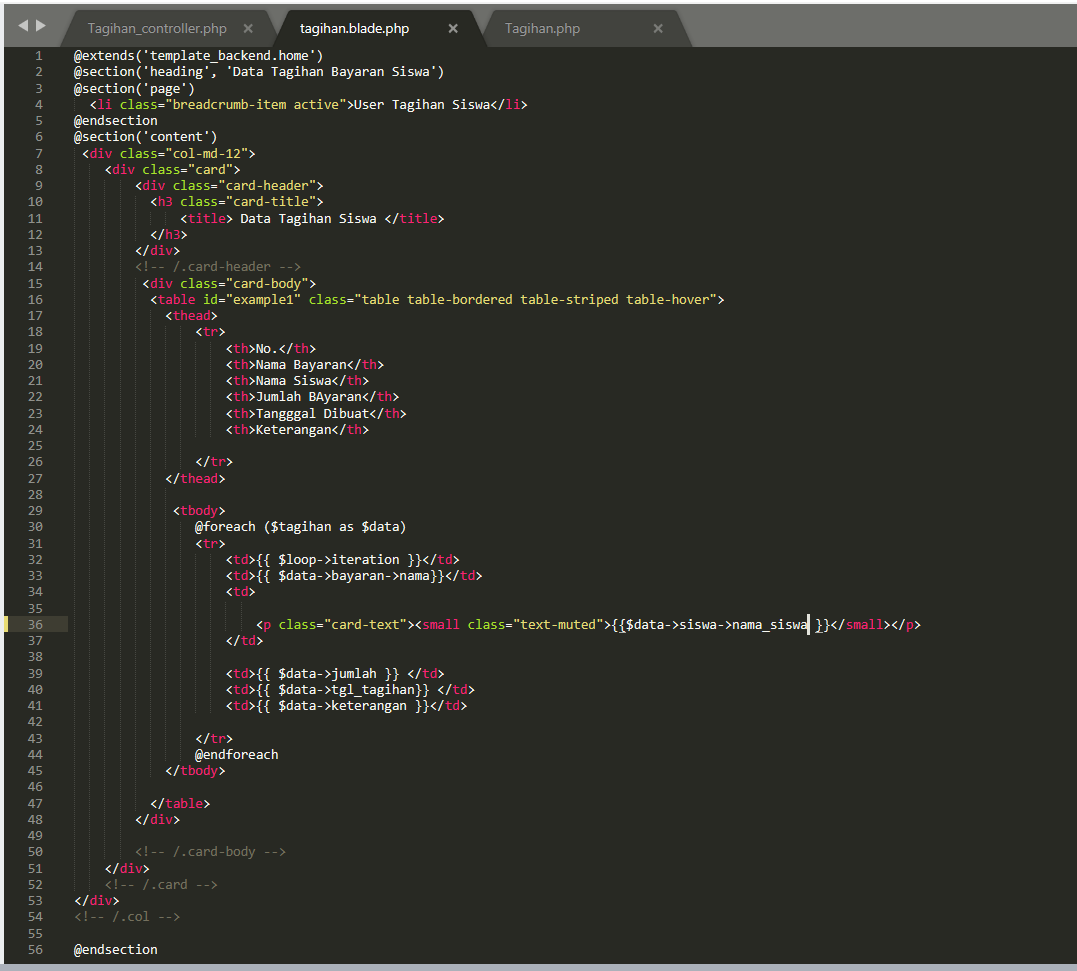 Tagihan_controller.php × tagihan.blade.php × Tagihan.php ×
1 @extends('template_backend.home')
2 @section('heading', 'Data Tagihan Bayaran Siswa')
3 @section('page')
4 <li class="breadcrumb-item active">User Tagihan Siswa</li>
5 @endsection
6 @section('content')
7 <div class="col-md-12">
8 <div class="card">
9 <div class="card-header">
10 <h3 class="card-title">
11 <title> Data Tagihan Siswa </title>
12 </h3>
13 </div>
14 <!-- /.card-header -->
15 <div class="card-body">
16 <table id="example1" class="table table-bordered table-striped table-hover">
17 <thead>
18 <tr>
19 <th>No.</th>
20 <th>Nama Bayaran</th>
21 <th>Nama Siswa</th>
22 <th>Jumlah BAyaran</th>
23 <th>Tangggal Dibuat</th>
24 <th>Keterangan</th>
25
26 </tr>
27 </thead>
28
29 <tbody>
30 @foreach ($tagihan as $data)
31 <tr>
32 <td>{{ $loop->iteration }}</td>
33 <td>{{ $data->bayaran->nama}}</td>
34 <td>
35
36 <p class="card-text"><small class="text-muted">{{$data->siswa->nama_siswa }}</small></p>
37 </td>
38
39 <td>{{ $data->jumlah }} </td>
40 <td>{{ $data->tgl_tagihan}} </td>
41 <td>{{ $data->keterangan }}</td>
42
43 </tr>
44 @endforeach
45 </tbody>
46
47 </table>
48 </div>
49
50 <!-- /.card-body -->
51 </div>
52 <!-- /.card -->
53 </div>
54 <!-- /.col -->
55
56 @endsection